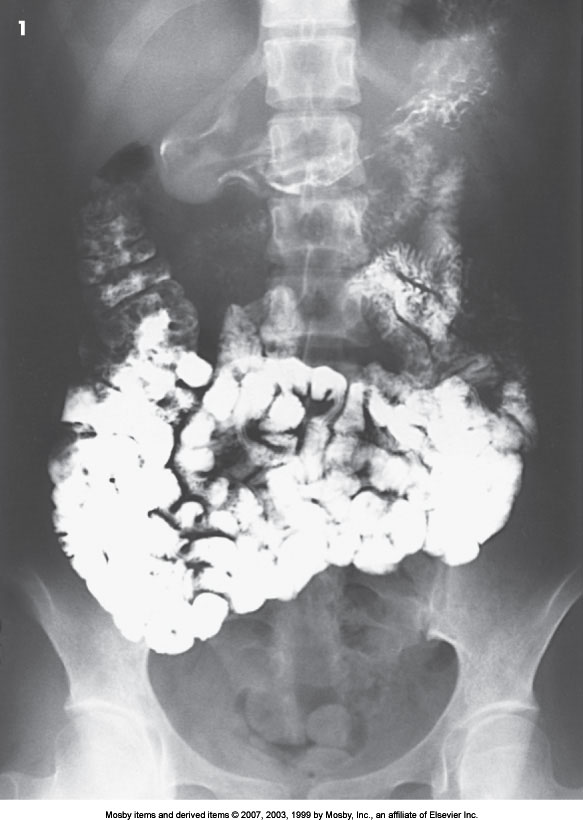 1
Mosby items and derived items © 2007, 2003, 1999 by Mosby, Inc., an affiliate of Elsevier Inc.